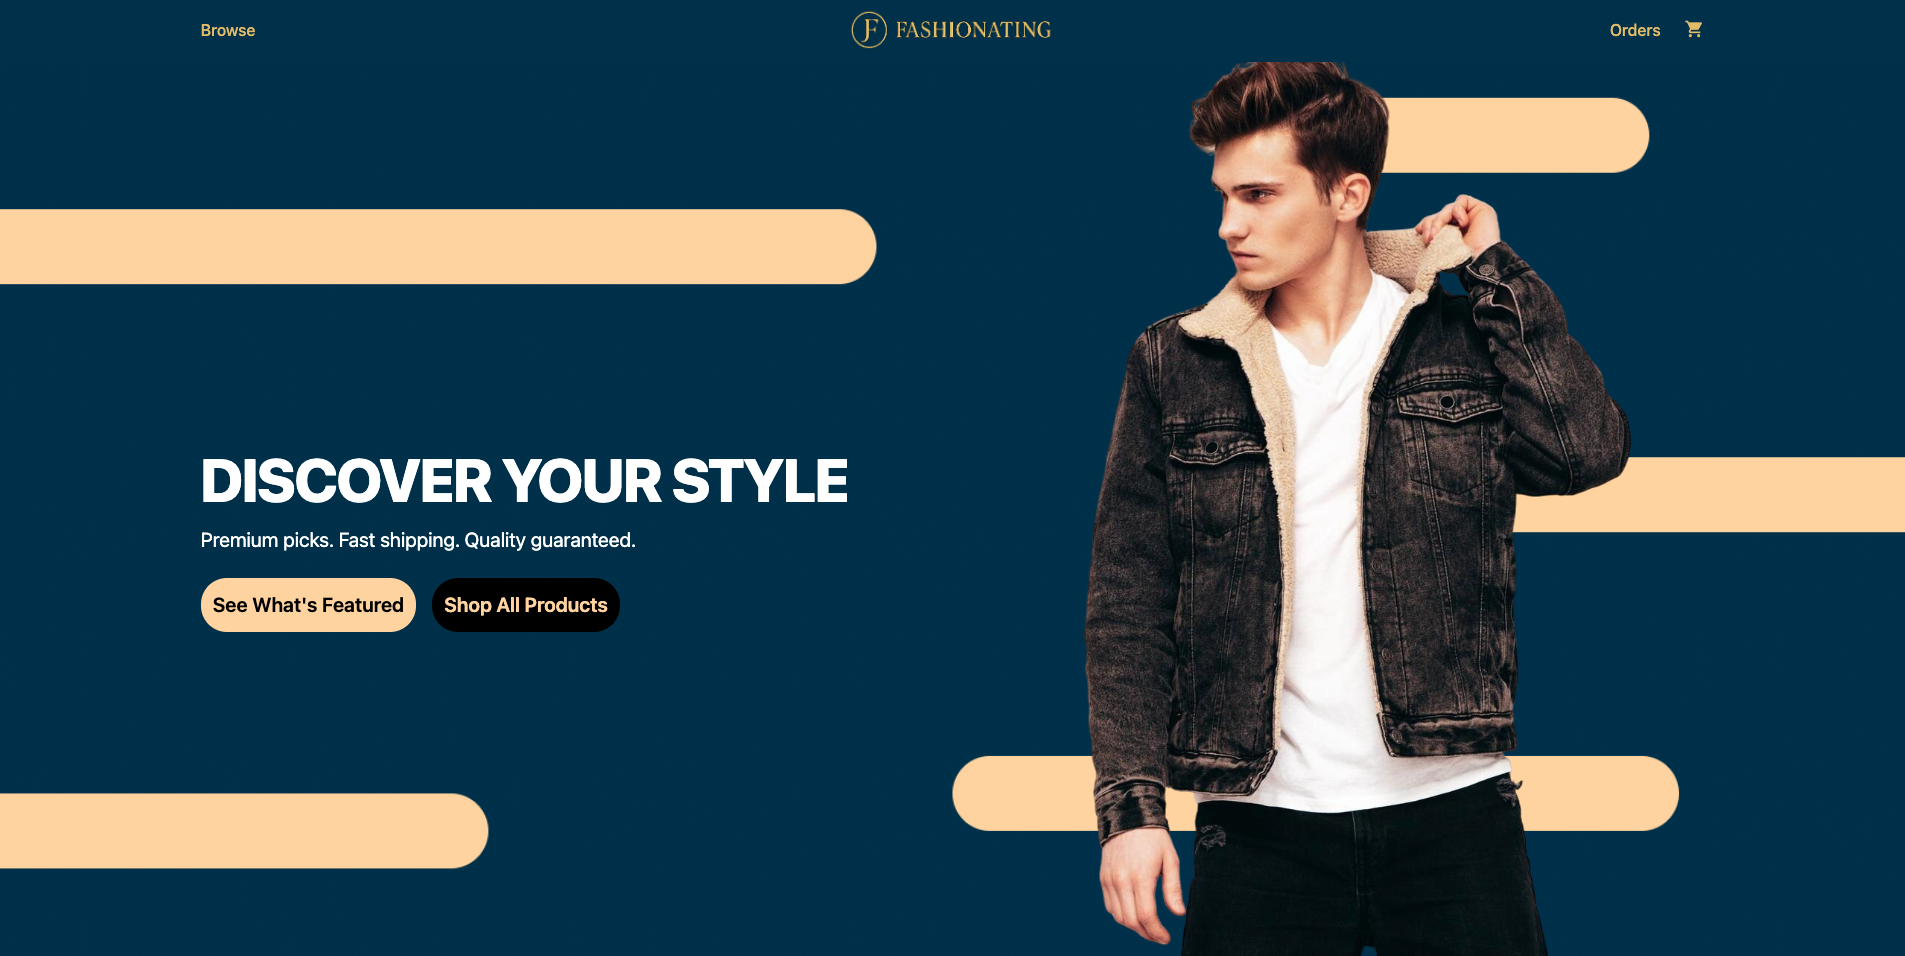 Browse
FASHIONATING
Orders
DISCOVER YOUR STYLE
Premium picks. Fast shipping. Quality guaranteed.
See What's Featured
Shop All Products